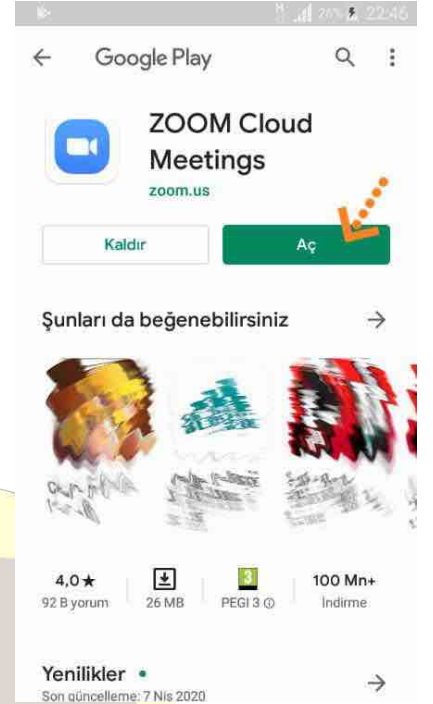 H 26% 22:46
Google Play
ZOOM Cloud
Meetings
zoom.us
Kaldır
Aç
Şunları da beğenebilirsiniz
4,0★
92 B yorum
26 MB
3
PEGI 3
100 Mn+
İndirme
Yenilikler
Son güncelleme: 7 Nis 2020